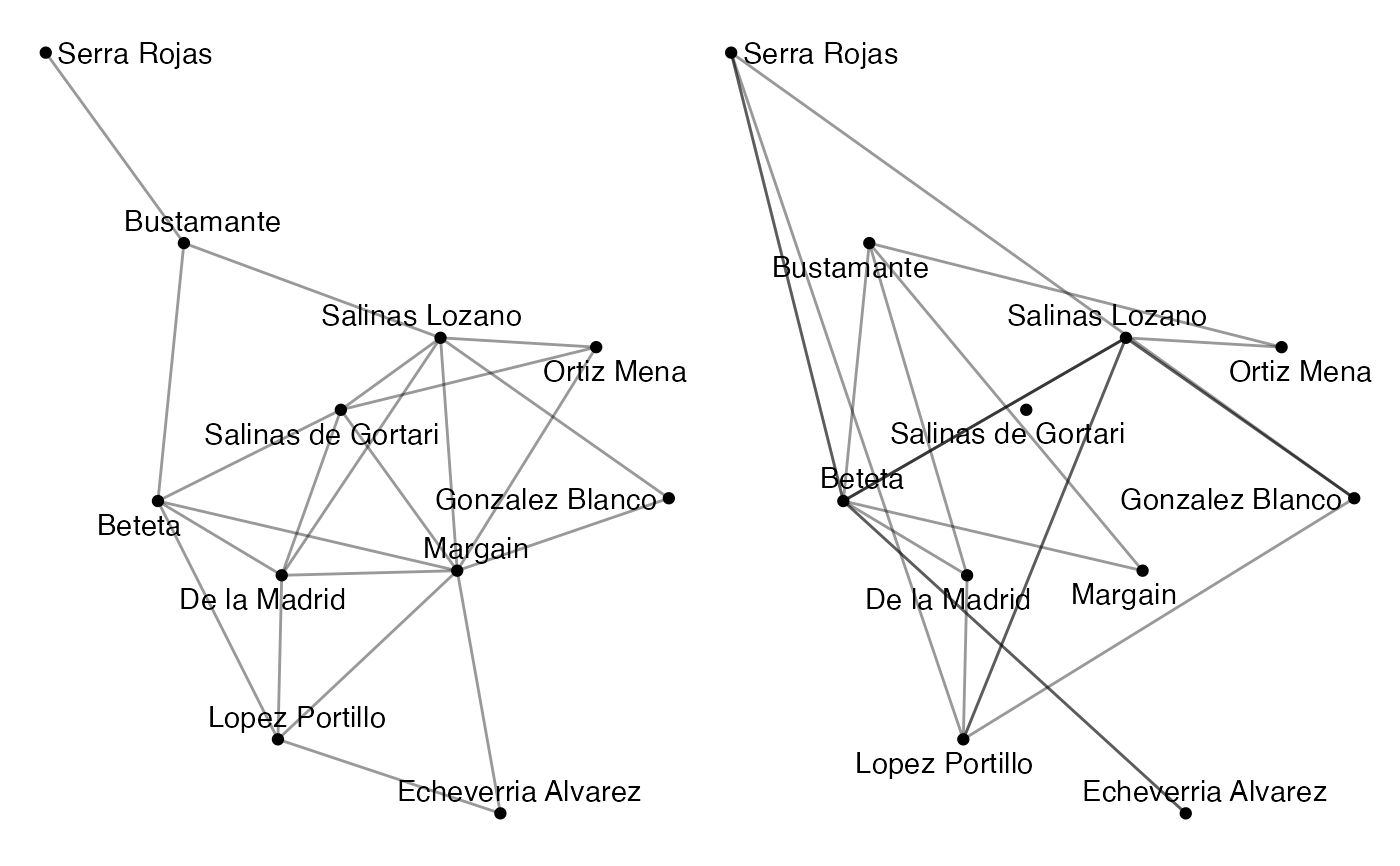 Serra Rojas
Bustamante
Salinas Lozano
Ortiz Mena
Salinas de Gortari
Gonzalez Blanco
Beteta
Margain
De la Madrid
Lopez Portillo
Echeverria Alvarez
Serra Rojas
Bustamante
Salinas Lozano
Ortiz Mena
Salinas de Gortari
Beteta
Gonzalez Blanco
Margain
De la Madrid
Lopez Portillo
Echeverria Alvarez